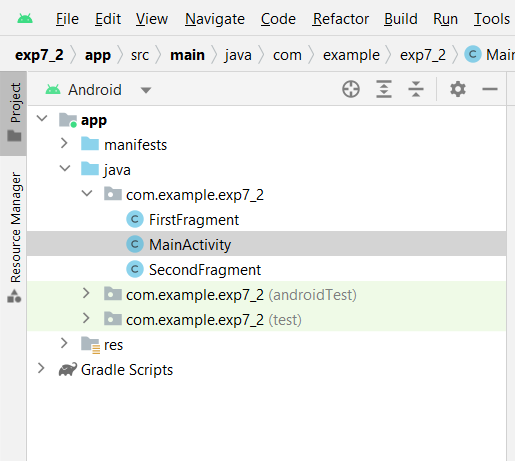 File Edit View Navigate Code Refactor Build Run Tools
exp7_2 app src main java com example exp7_2 C
Project
Android
app
manifests
java
com.example.exp7_2
C FirstFragment
C MainActivity
C SecondFragment
com.example.exp7_2 (androidTest)
com.example.exp7_2 (test)
res
Gradle Scripts
Resource Manager